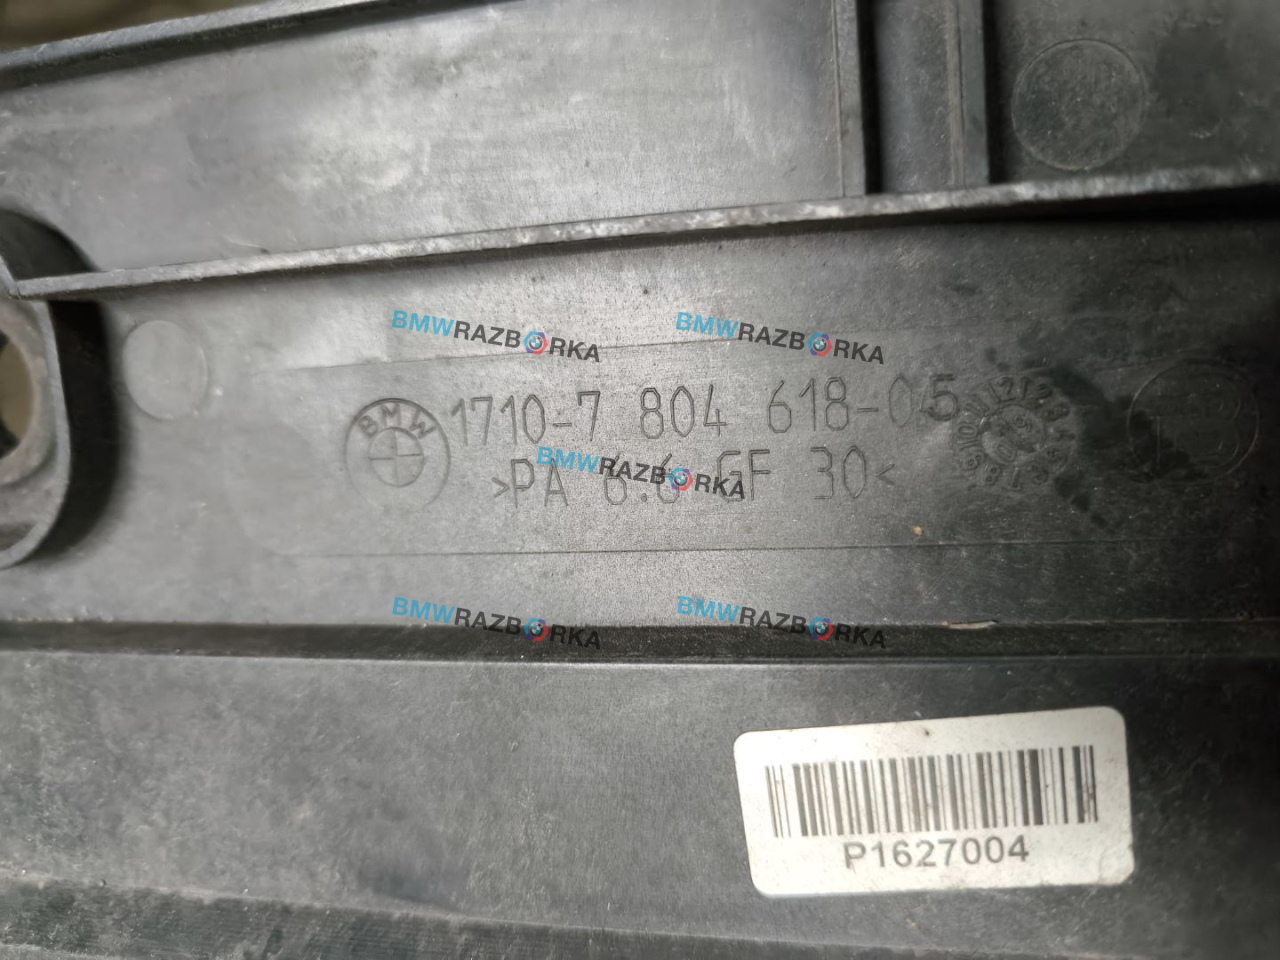 BMWRAZBORKA BMWRAZBORKA
BMW 1710-7 804 618-05
BMWRAZBORKA
>PA 6.6 GF 30<
BMWRAZBORKA BMWRAZBORKA
P1627004